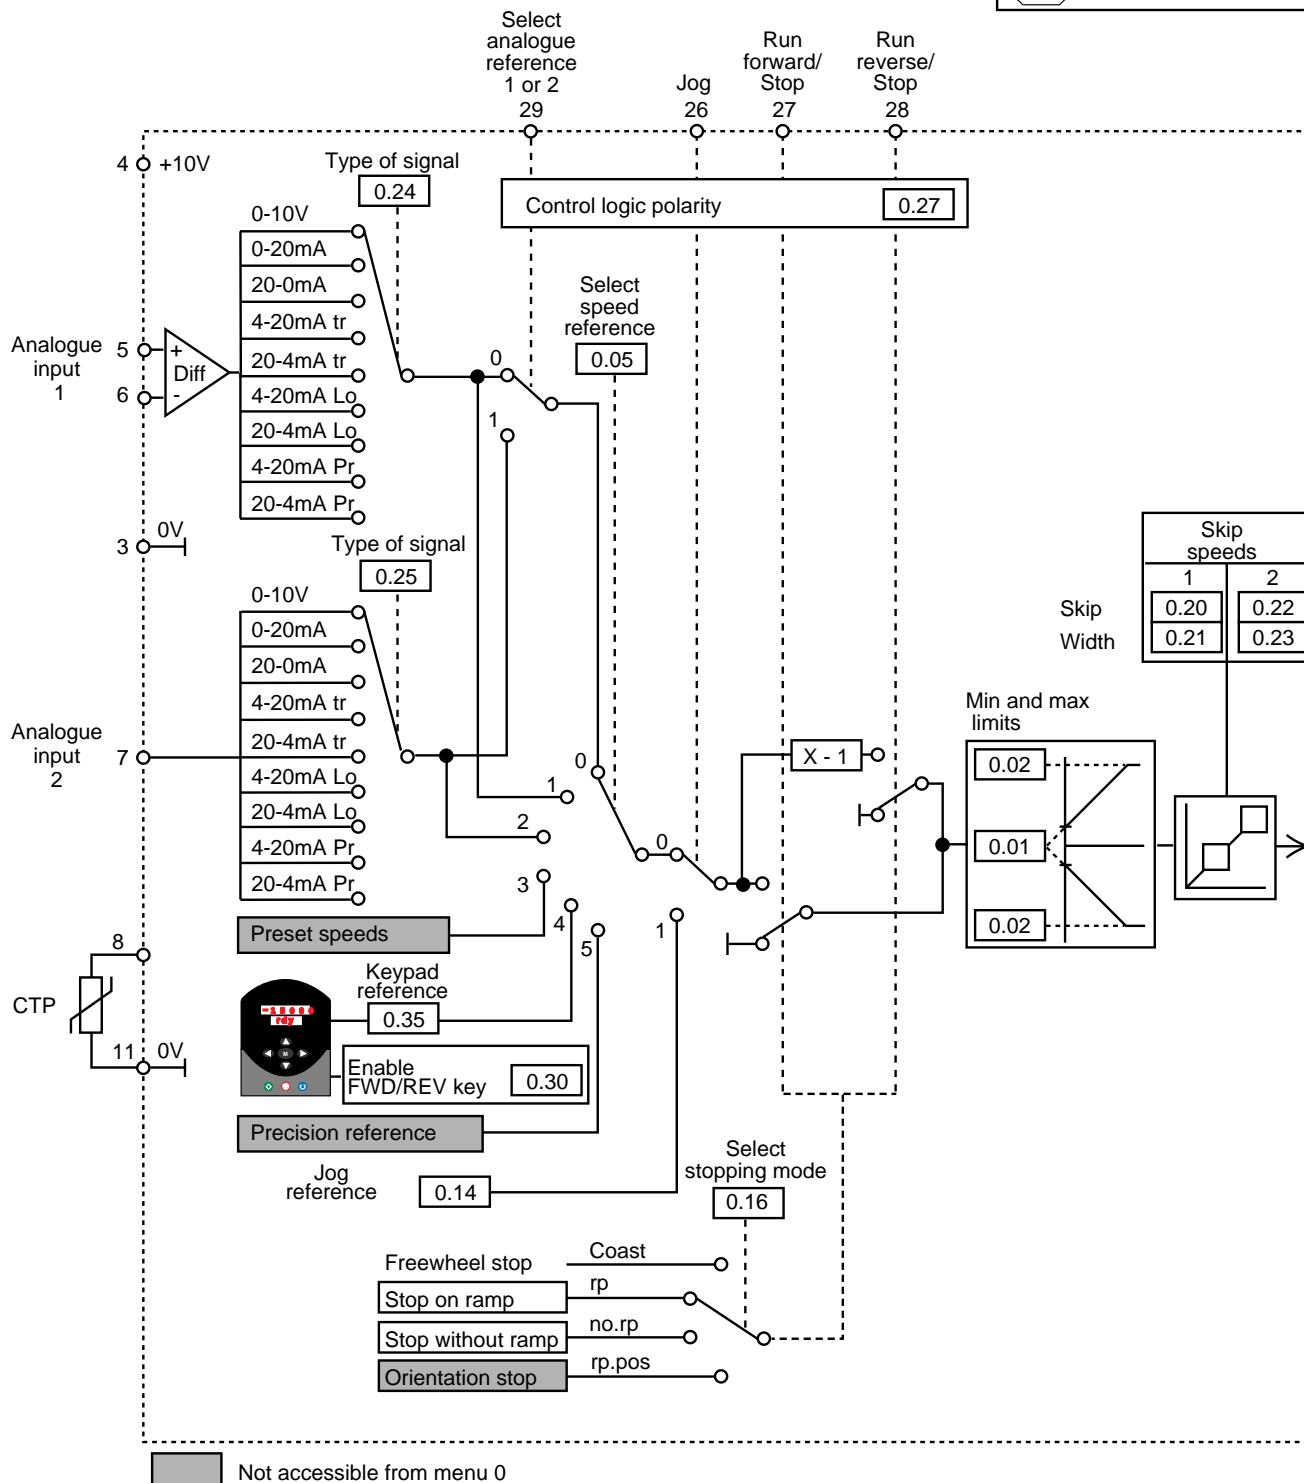 Select
analogue
reference
1 or 2
29
Jog
26
Run
forward/
Stop
27
Run
reverse/
Stop
28
4
+10V
Type of signal
0.24
Control logic polarity
0.27
0-10V
0-20mA
20-0mA
4-20mA tr
20-4mA tr
4-20mA Lo
20-4mA Lo
4-20mA Pr
20-4mA Pr
Analogue
input
1
5
6
+
Diff
-
0
1
Select
speed
reference
0.05
3
0V
Type of signal
0.25
0-10V
0-20mA
20-0mA
4-20mA tr
20-4mA tr
4-20mA Lo
20-4mA Lo
4-20mA Pr
20-4mA Pr
Analogue
input
2
7
0
1
2
3
4
5
0
1
X - 1
Skip
speeds
1
2
Skip
0.20
0.22
Width
0.21
0.23
Min and max
limits
0.02
0.01
0.02
Preset speeds
8
CTP
11
0V
Keypad
reference
0.35
rdy
M
Enable
FWD/REV key
0.30
Precision reference
Jog
reference
0.14
Select
stopping mode
0.16
Freewheel stop
Coast
Stop on ramp
rp
Stop without ramp
no.rp
Orientation stop
rp.pos
Not accessible from menu 0